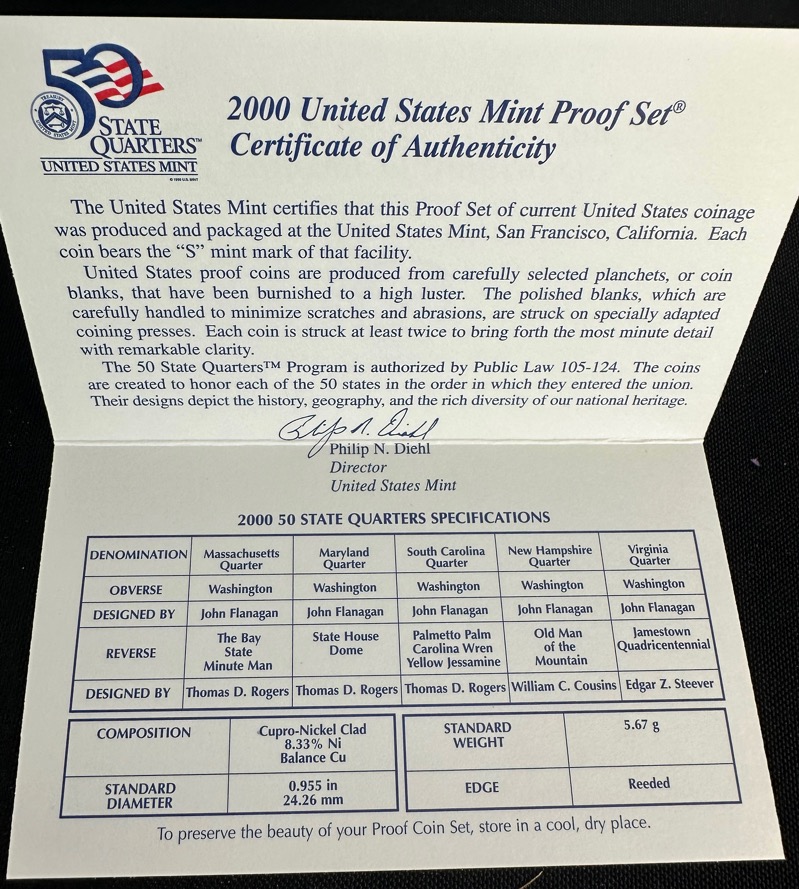 50
STATE
QUARTERS™
UNITED STATES MINT
© 1998 U.S. MINT
2000 United States Mint Proof Set®
Certificate of Authenticity
The United States Mint certifies that this Proof Set of current United States coinage
was produced and packaged at the United States Mint, San Francisco, California. Each
coin bears the “S” mint mark of that facility.
United States proof coins are produced from carefully selected planchets, or coin
blanks, that have been burnished to a high luster. The polished blanks, which are
carefully handled to minimize scratches and abrasions, are struck on specially adapted
coining presses. Each coin is struck at least twice to bring forth the most minute detail
with remarkable clarity.
The 50 State Quarters™ Program is authorized by Public Law 105-124. The coins
are created to honor each of the 50 states in the order in which they entered the union.
Their designs depict the history, geography, and the rich diversity of our national heritage.
Philip N. Diehl
Philip N. Diehl
Director
United States Mint
2000 50 STATE QUARTERS SPECIFICATIONS
DENOMINATION Massachusetts Quarter Maryland Quarter South Carolina Quarter New Hampshire Quarter Virginia Quarter
OBVERSE Washington Washington Washington Washington Washington
DESIGNED BY John Flanagan John Flanagan John Flanagan John Flanagan John Flanagan
REVERSE The Bay State Minute Man State House Dome Palmetto Palm Carolina Wren Yellow Jessamine Old Man of the Mountain Jamestown Quadricentennial
DESIGNED BY Thomas D. Rogers Thomas D. Rogers Thomas D. Rogers William C. Cousins Edgar Z. Steever
COMPOSITION Cupro-Nickel Clad 8.33% Ni Balance Cu
STANDARD WEIGHT 5.67 g
STANDARD DIAMETER 0.955 in 24.26 mm
EDGE Reeded
To preserve the beauty of your Proof Coin Set, store in a cool, dry place.